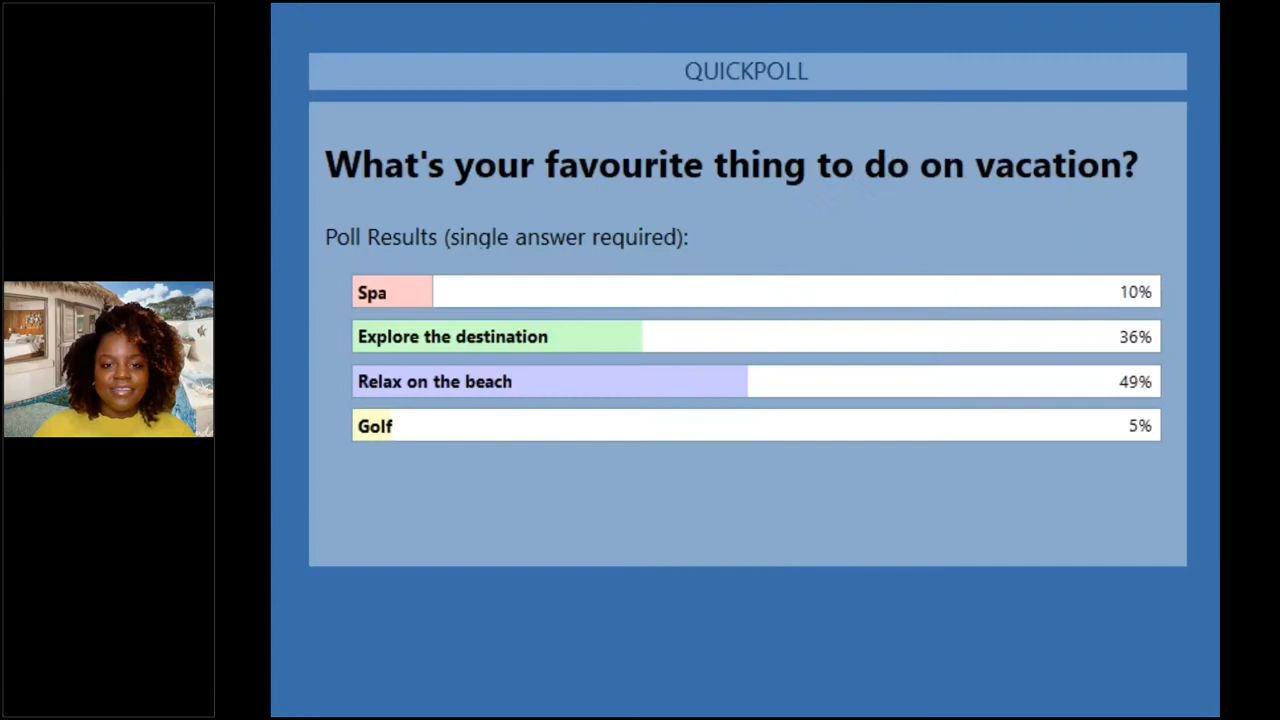 QUICKPOLL
What's your favourite thing to do on vacation?
Poll Results (single answer required):
Spa 10%
Explore the destination 36%
Relax on the beach 49%
Golf 5%